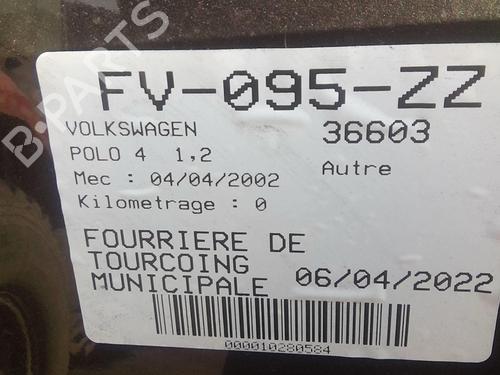 FV-095-ZZ
VOLKSWAGEN 36603
POLO 4 1,2 Autre
Mec : 04/04/2002
Kilometrage : 0
FOURRIERE DE
TOURCOING
MUNICIPALE 06/04/2022
000010280584
B-PARTS